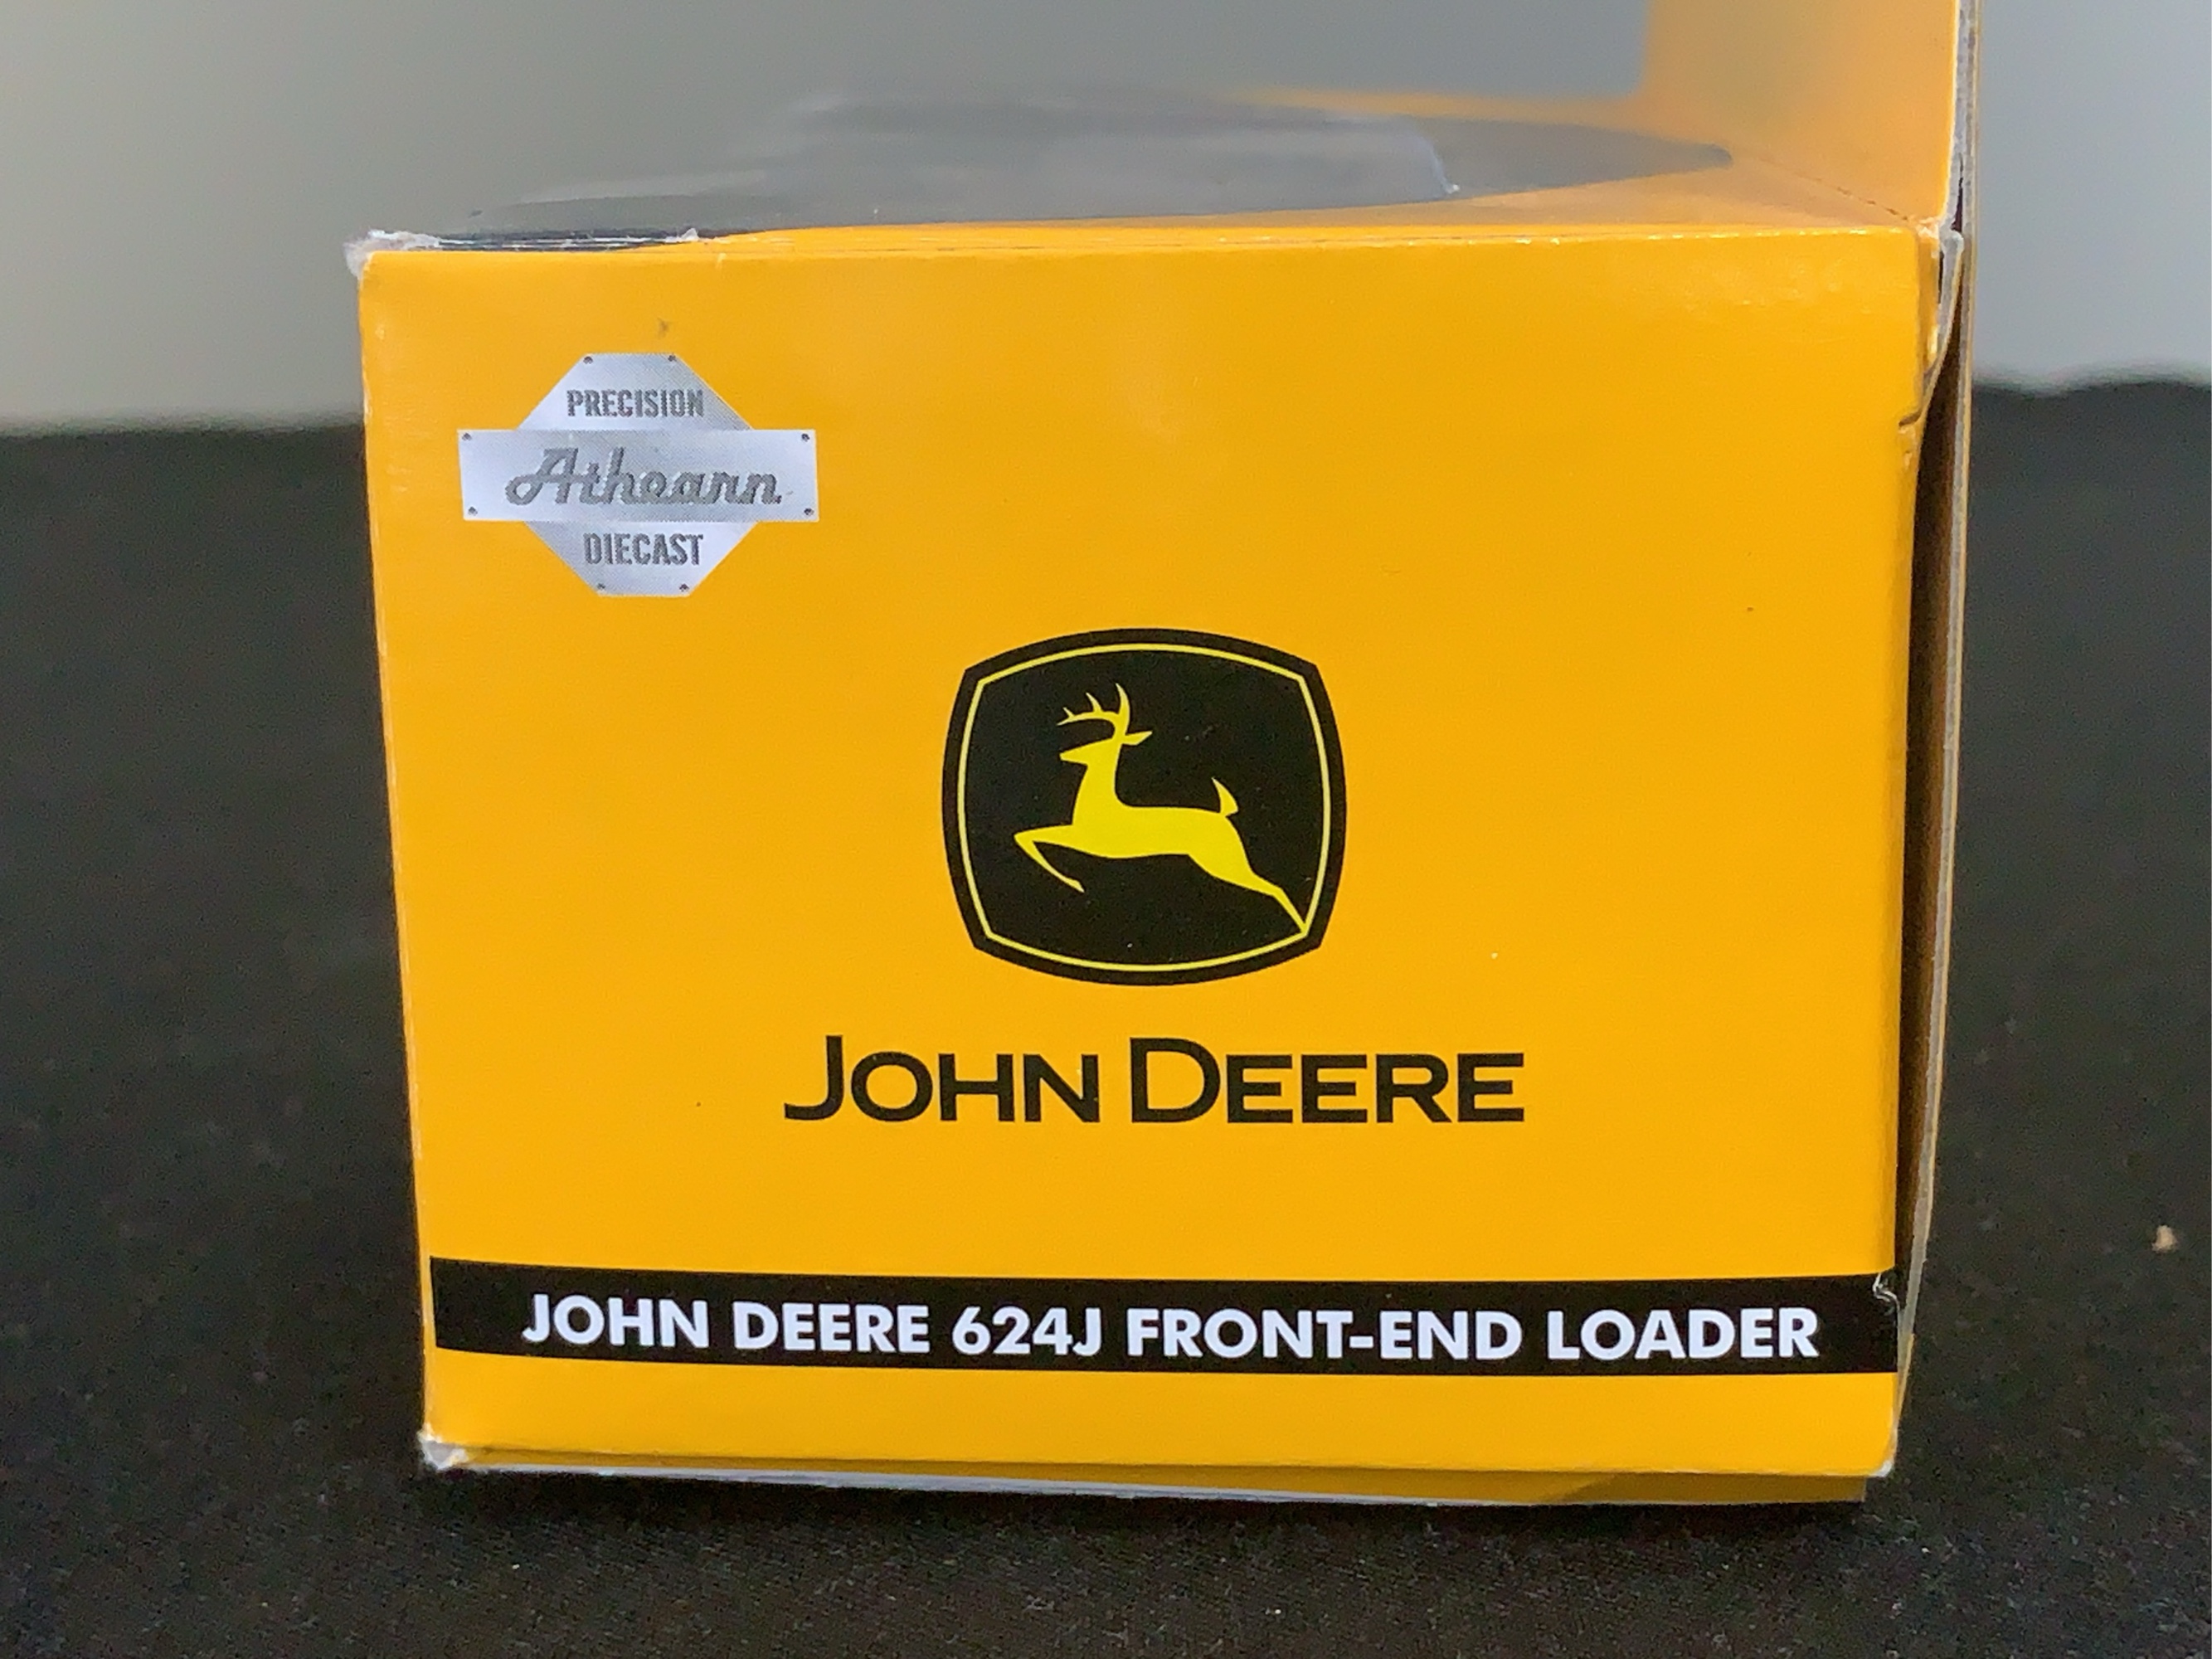 PRECISION
Athearn
DIECAST
JOHN DEERE
JOHN DEERE 624J FRONT-END LOADER